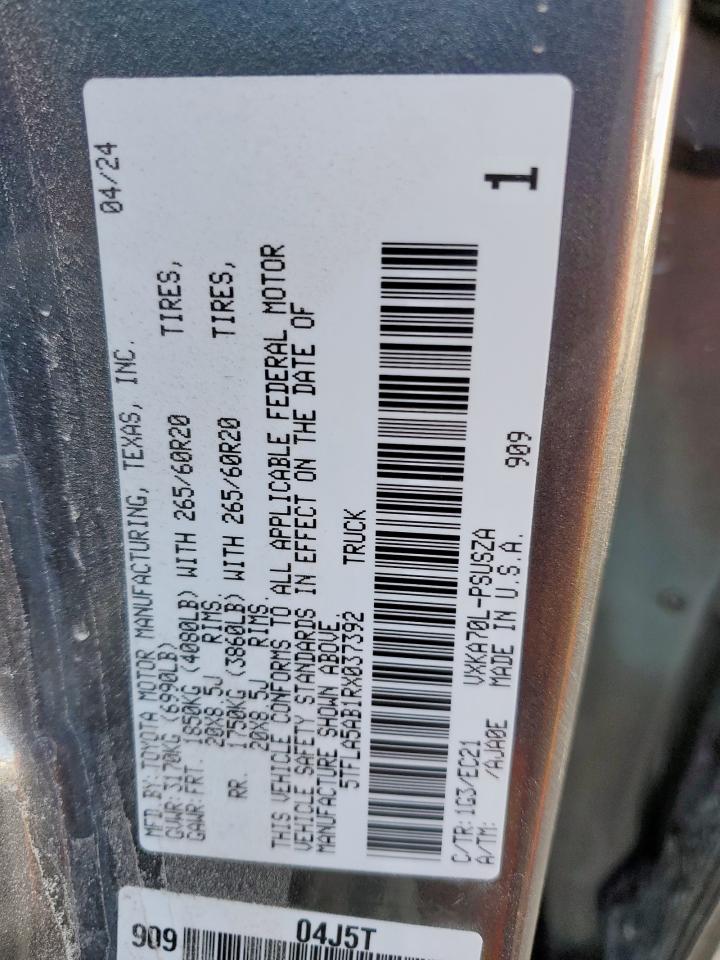 MFD BY: TOYOTA MOTOR MANUFACTURING, TEXAS, INC. 04/24
GVWR: 3170KG (6990LB)
GAWR: FRT. 1850KG (4080LB) WITH 265/60R20 TIRES,
20X8.5J RIMS.
RR. 1750KG (3860LB) WITH 265/60R20 TIRES,
20X8.5J RIMS.
THIS VEHICLE CONFORMS TO ALL APPLICABLE FEDERAL MOTOR
VEHICLE SAFETY STANDARDS IN EFFECT ON THE DATE OF
MANUFACTURE SHOWN ABOVE.
5TFLA5AB1RX037392 TRUCK
1
C/TR: 1G3/EC21 VXKA70L-PSUSZA 909
A/TM: /AJA0E MADE IN U.S.A.
909 04J5T